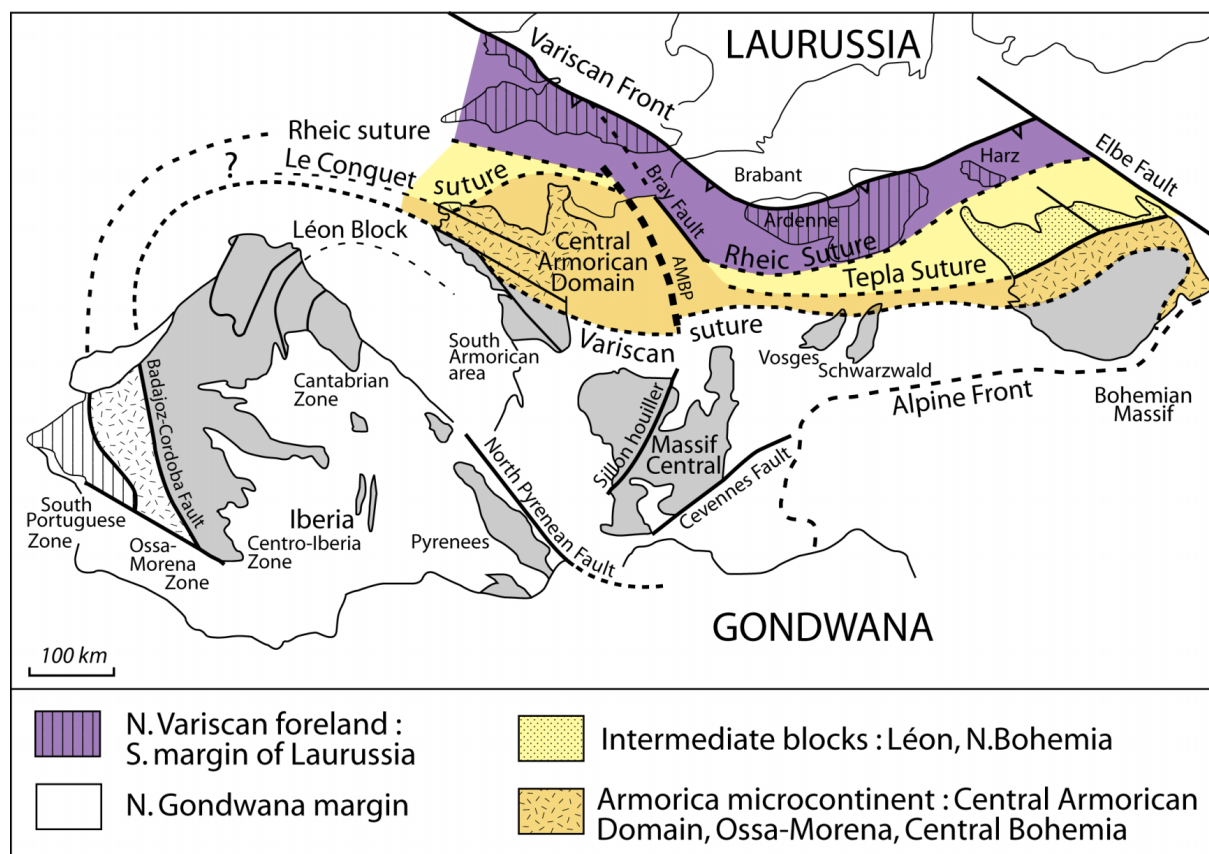 LAURUSSIA
Variscan Front
Rheic suture
Le Conquet suture
?
Léon Block
Bray Fault
Brabant
Harz
Elbe Fault
Ardenne
Rheic Suture
Central
Armorican
Domain
AMBP
Tepla Suture
South
Armorican
area
Variscan suture
Vosges
Schwarzwald
Alpine Front
Bohemian
Massif
Cantabrian
Zone
Badajoz-Cordoba Fault
Sillon houiller
Massif
Central
Cevennes Fault
North Pyrenean Fault
South
Portuguese
Zone
Ossa-
Morena
Zone
Iberia
Centro-Iberia
Zone
Pyrenees
GONDWANA
100 km
N. Variscan foreland :
S. margin of Laurussia
N. Gondwana margin
Intermediate blocks : Léon, N.Bohemia
Armorica microcontinent : Central Armorican
Domain, Ossa-Morena, Central Bohemia